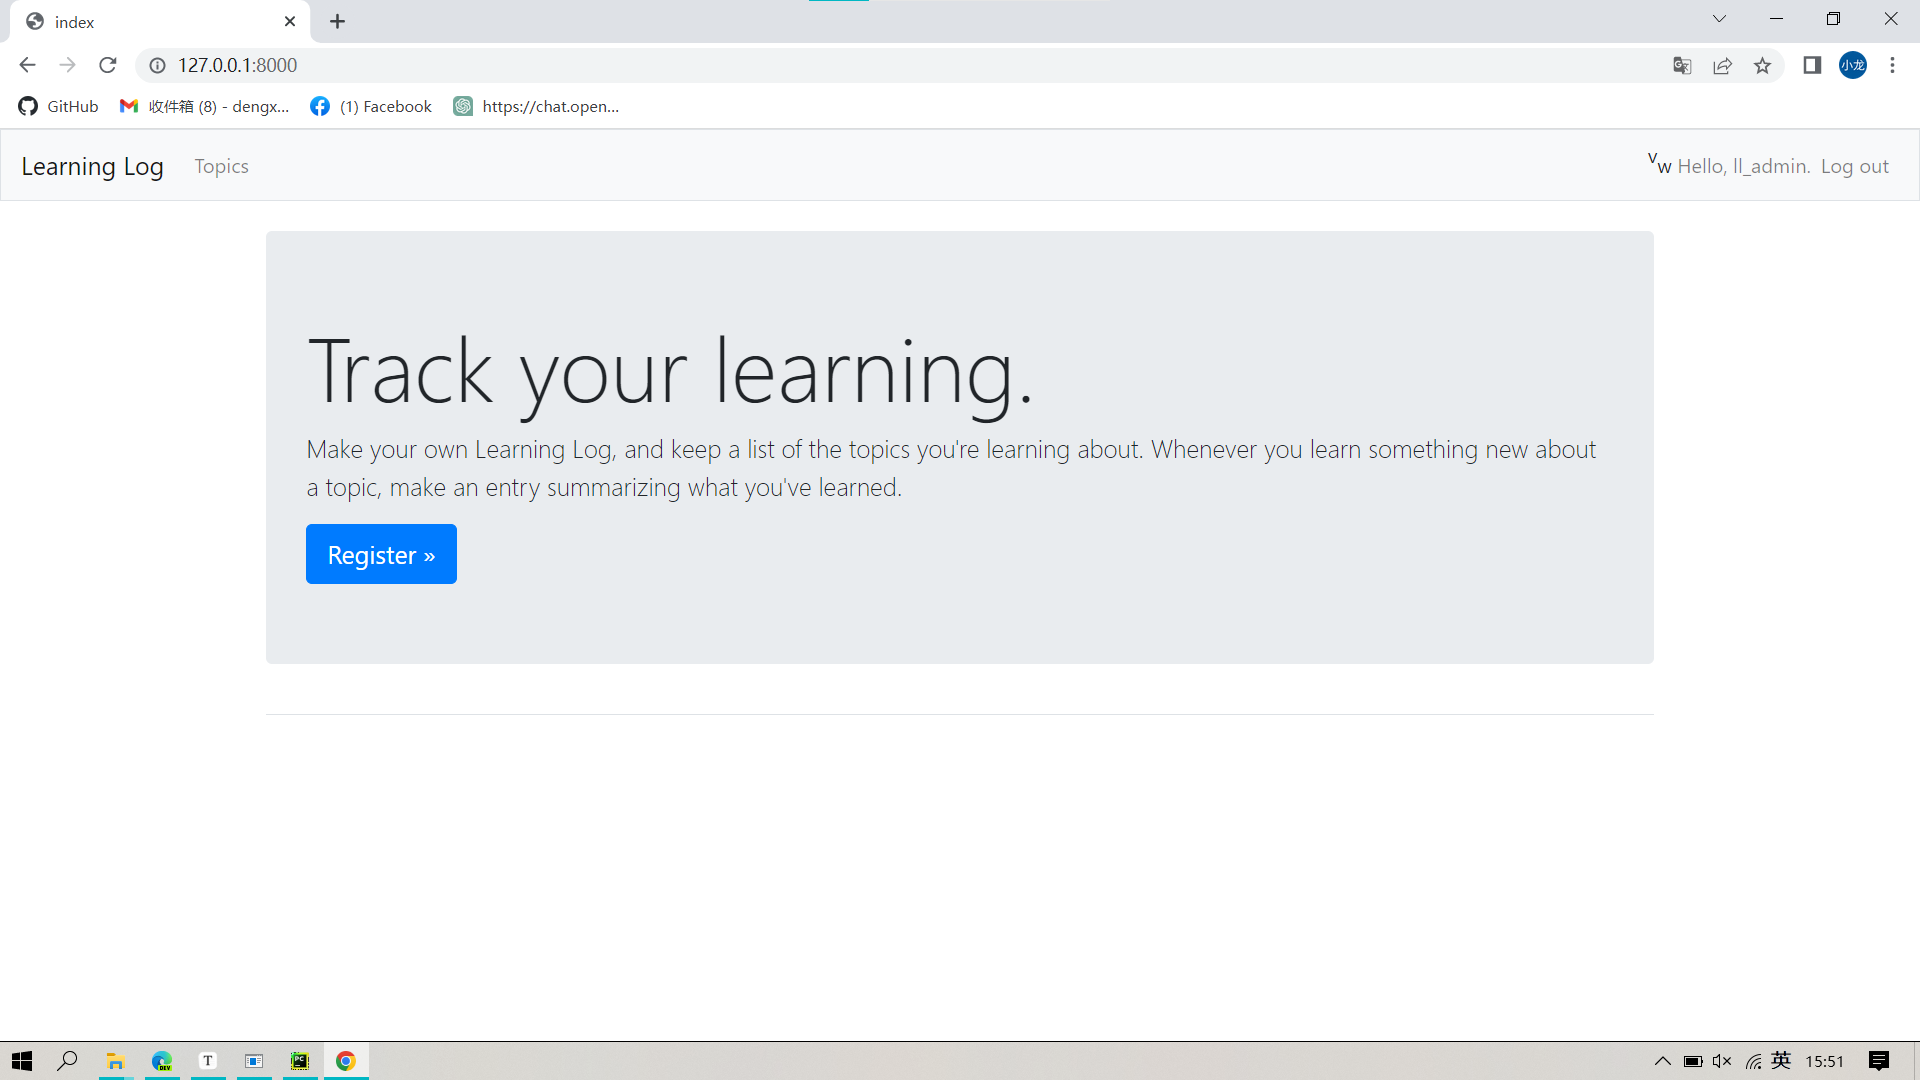 index
127.0.0.1:8000
小龙
GitHub
收件箱 (8) - dengx...
(1) Facebook
https://chat.open...
Learning Log
Topics
v
w Hello, ll_admin.
Log out
Track your learning.
Make your own Learning Log, and keep a list of the topics you're learning about. Whenever you learn something new about
a topic, make an entry summarizing what you've learned.
Register »
T
DEV
PC
英
15:51